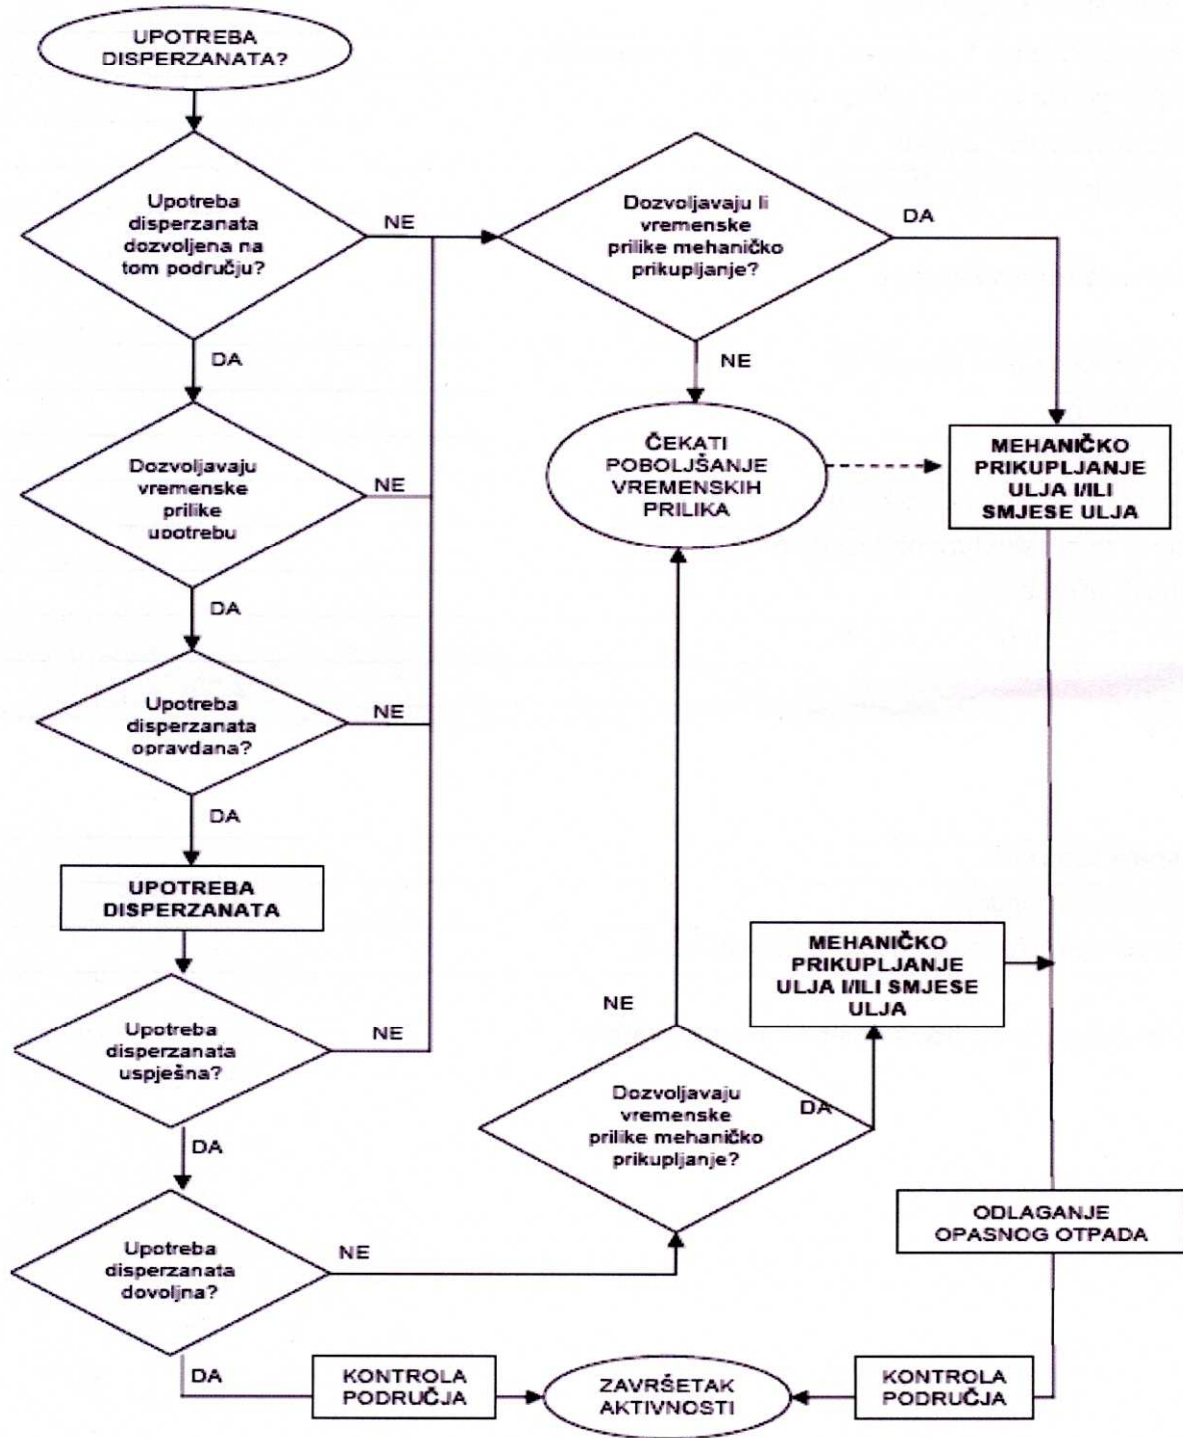 UPOTREBA
DISPERZANATA?
Upotreba
disperzanata
dozvoljena na
tom području?
NE
Dozvoljavaju li
vremenske
prilike mehaničko
prikupljanje?
DA
DA
NE
Dozvoljavaju
vremenske
prilike
upotrebu
NE
ČEKATI
POBOLJŠANJE
VREMENSKIH
PRILIKA
MEHANIČKO
PRIKUPLJANJE
ULJA I/ILI
SMJESE ULJA
DA
Upotreba
disperzanata
opravdana?
NE
DA
UPOTREBA
DISPERZANATA
MEHANIČKO
PRIKUPLJANJE
ULJA I/ILI SMJESE
ULJA
NE
Upotreba
disperzanata
uspješna?
NE
Dozvoljavaju
vremenske
prilike mehaničko
prikupljanje?
DA
DA
Upotreba
disperzanata
dovoljna?
NE
ODLAGANJE
OPASNOG OTPADA
DA
KONTROLA
PODRUČJA
ZAVRŠETAK
AKTIVNOSTI
KONTROLA
PODRUČJA